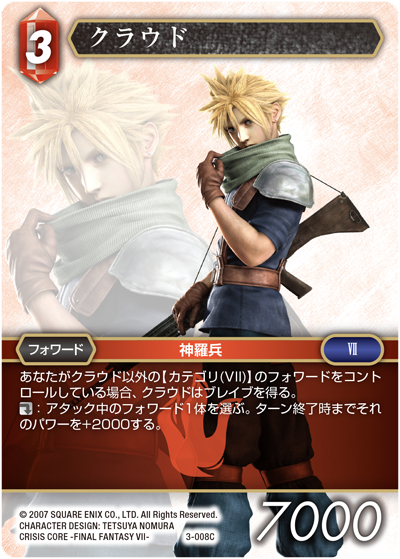 3
クラウド
フォワード
神羅兵
VII
あなたがクラウド以外の【カテゴリ(VII)】のフォワードをコント
ロールしている場合、クラウドはブレイブを得る。
：アタック中のフォワード1体を選ぶ。ターン終了時までそ
れのパワーを+2000する。
© 2007 SQUARE ENIX CO., LTD. All Rights Reserved.
CHARACTER DESIGN: TETSUYA NOMURA
CRISIS CORE -FINAL FANTASY VII-
3-008C
7000